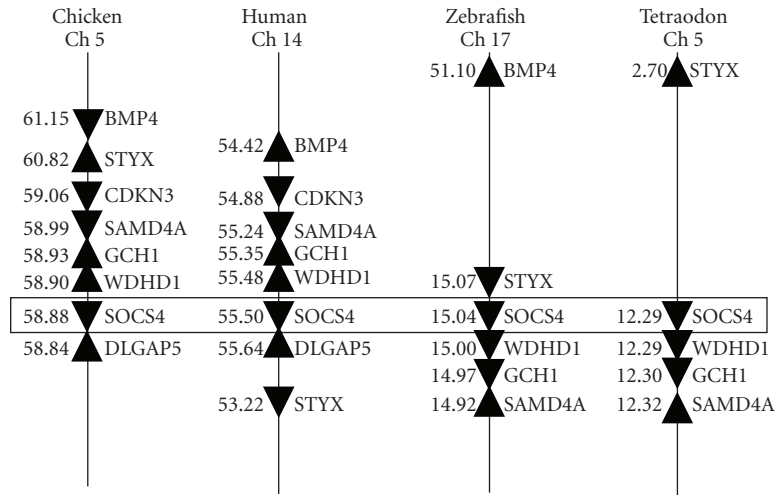 Chicken Human Zebrafish Tetraodon
Ch 5 Ch 14 Ch 17 Ch 5
51.10 BMP4 2.70 STYX
61.15 BMP4
54.42 BMP4
60.82 STYX
59.06 CDKN3 54.88 CDKN3
58.99 SAMD4A 55.24 SAMD4A
58.93 GCH1 55.35 GCH1
58.90 WDHD1 55.48 WDHD1 15.07 STYX
58.88 SOCS4 55.50 SOCS4 15.04 SOCS4 12.29 SOCS4
58.84 DLGAP5 55.64 DLGAP5 15.00 WDHD1 12.29 WDHD1
14.97 GCH1 12.30 GCH1
53.22 STYX 14.92 SAMD4A 12.32 SAMD4A